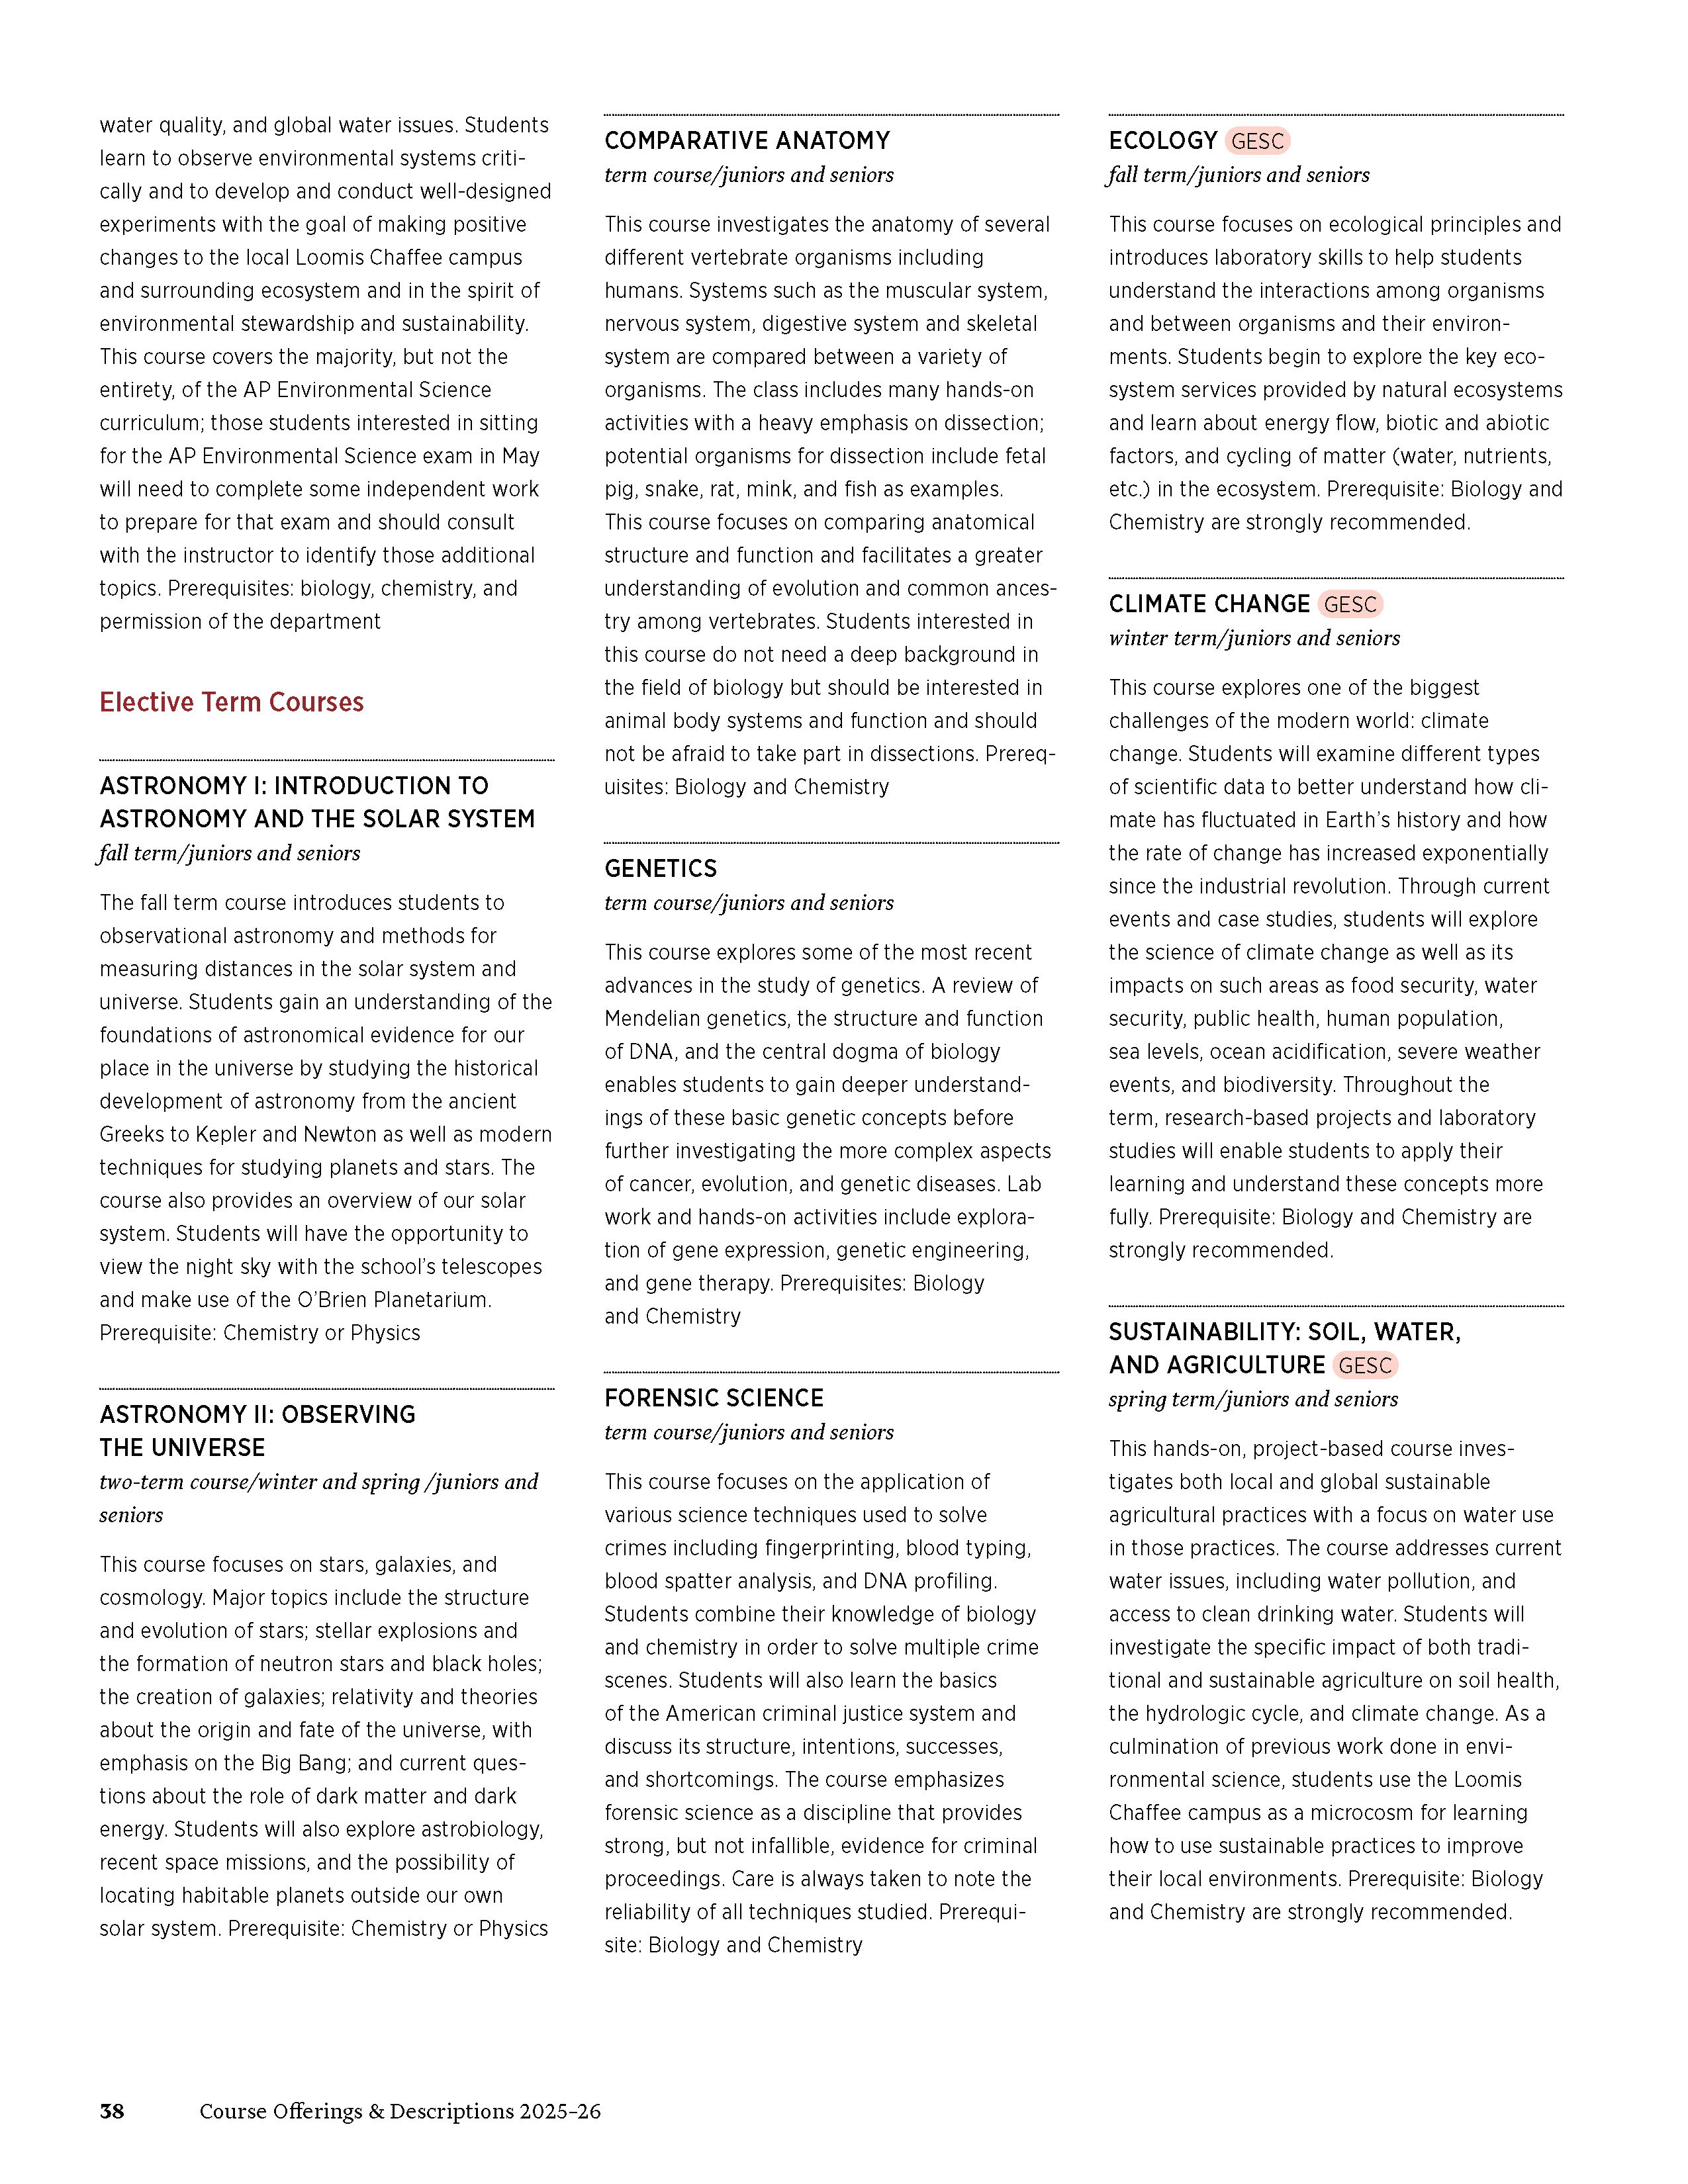 water quality, and global water issues. Students
learn to observe environmental systems criti-
cally and to develop and conduct well-designed
experiments with the goal of making positive
changes to the local Loomis Chaffee campus
and surrounding ecosystem and in the spirit of
environmental stewardship and sustainability.
This course covers the majority, but not the
entirety, of the AP Environmental Science
curriculum; those students interested in sitting
for the AP Environmental Science exam in May
will need to complete some independent work
to prepare for that exam and should consult
with the instructor to identify those additional
topics. Prerequisites: biology, chemistry, and
permission of the department
Elective Term Courses
ASTRONOMY I: INTRODUCTION TO
ASTRONOMY AND THE SOLAR SYSTEM
fall term/juniors and seniors
The fall term course introduces students to
observational astronomy and methods for
measuring distances in the solar system and
universe. Students gain an understanding of the
foundations of astronomical evidence for our
place in the universe by studying the historical
development of astronomy from the ancient
Greeks to Kepler and Newton as well as modern
techniques for studying planets and stars. The
course also provides an overview of our solar
system. Students will have the opportunity to
view the night sky with the school’s telescopes
and make use of the O’Brien Planetarium.
Prerequisite: Chemistry or Physics
ASTRONOMY II: OBSERVING
THE UNIVERSE
two-term course/winter and spring /juniors and
seniors
This course focuses on stars, galaxies, and
cosmology. Major topics include the structure
and evolution of stars; stellar explosions and
the formation of neutron stars and black holes;
the creation of galaxies; relativity and theories
about the origin and fate of the universe, with
emphasis on the Big Bang; and current ques-
tions about the role of dark matter and dark
energy. Students will also explore astrobiology,
recent space missions, and the possibility of
locating habitable planets outside our own
solar system. Prerequisite: Chemistry or Physics
COMPARATIVE ANATOMY
term course/juniors and seniors
This course investigates the anatomy of several
different vertebrate organisms including
humans. Systems such as the muscular system,
nervous system, digestive system and skeletal
system are compared between a variety of
organisms. The class includes many hands-on
activities with a heavy emphasis on dissection;
potential organisms for dissection include fetal
pig, snake, rat, mink, and fish as examples.
This course focuses on comparing anatomical
structure and function and facilitates a greater
understanding of evolution and common ances-
try among vertebrates. Students interested in
this course do not need a deep background in
the field of biology but should be interested in
animal body systems and function and should
not be afraid to take part in dissections. Prereq-
uisites: Biology and Chemistry
GENETICS
term course/juniors and seniors
This course explores some of the most recent
advances in the study of genetics. A review of
Mendelian genetics, the structure and function
of DNA, and the central dogma of biology
enables students to gain deeper understand-
ings of these basic genetic concepts before
further investigating the more complex aspects
of cancer, evolution, and genetic diseases. Lab
work and hands-on activities include explora-
tion of gene expression, genetic engineering,
and gene therapy. Prerequisites: Biology
and Chemistry
FORENSIC SCIENCE
term course/juniors and seniors
This course focuses on the application of
various science techniques used to solve
crimes including fingerprinting, blood typing,
blood spatter analysis, and DNA profiling.
Students combine their knowledge of biology
and chemistry in order to solve multiple crime
scenes. Students will also learn the basics
of the American criminal justice system and
discuss its structure, intentions, successes,
and shortcomings. The course emphasizes
forensic science as a discipline that provides
strong, but not infallible, evidence for criminal
proceedings. Care is always taken to note the
reliability of all techniques studied. Prerequi-
site: Biology and Chemistry
ECOLOGY GESC
fall term/juniors and seniors
This course focuses on ecological principles and
introduces laboratory skills to help students
understand the interactions among organisms
and between organisms and their environ-
ments. Students begin to explore the key eco-
system services provided by natural ecosystems
and learn about energy flow, biotic and abiotic
factors, and cycling of matter (water, nutrients,
etc.) in the ecosystem. Prerequisite: Biology and
Chemistry are strongly recommended.
CLIMATE CHANGE GESC
winter term/juniors and seniors
This course explores one of the biggest
challenges of the modern world: climate
change. Students will examine different types
of scientific data to better understand how cli-
mate has fluctuated in Earth’s history and how
the rate of change has increased exponentially
since the industrial revolution. Through current
events and case studies, students will explore
the science of climate change as well as its
impacts on such areas as food security, water
security, public health, human population,
sea levels, ocean acidification, severe weather
events, and biodiversity. Throughout the
term, research-based projects and laboratory
studies will enable students to apply their
learning and understand these concepts more
fully. Prerequisite: Biology and Chemistry are
strongly recommended.
SUSTAINABILITY: SOIL, WATER,
AND AGRICULTURE GESC
spring term/juniors and seniors
This hands-on, project-based course inves-
tigates both local and global sustainable
agricultural practices with a focus on water use
in those practices. The course addresses current
water issues, including water pollution, and
access to clean drinking water. Students will
investigate the specific impact of both tradi-
tional and sustainable agriculture on soil health,
the hydrologic cycle, and climate change. As a
culmination of previous work done in envi-
ronmental science, students use the Loomis
Chaffee campus as a microcosm for learning
how to use sustainable practices to improve
their local environments. Prerequisite: Biology
and Chemistry are strongly recommended.
38 Course Offerings & Descriptions 2025–26